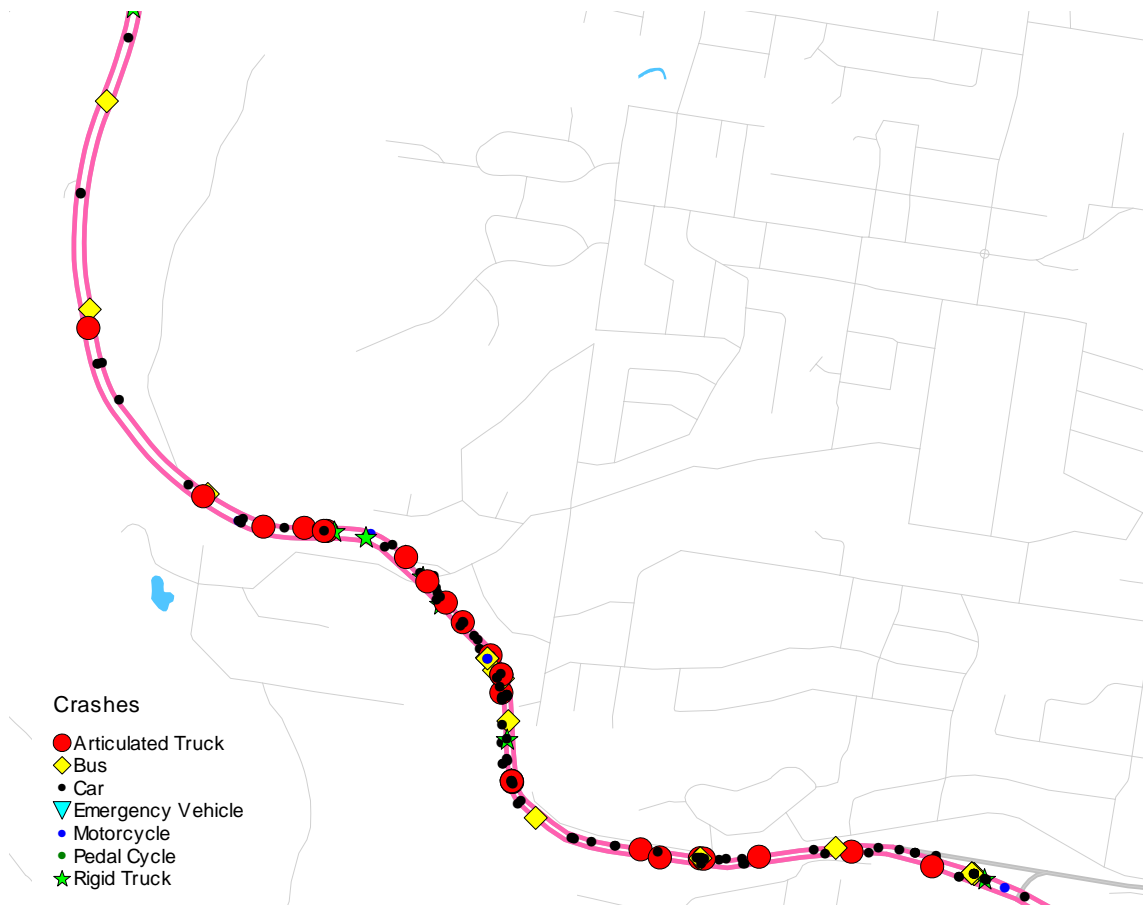 Crashes
Articulated Truck
Bus
Car
Emergency Vehicle
Motorcycle
Pedal Cycle
Rigid Truck